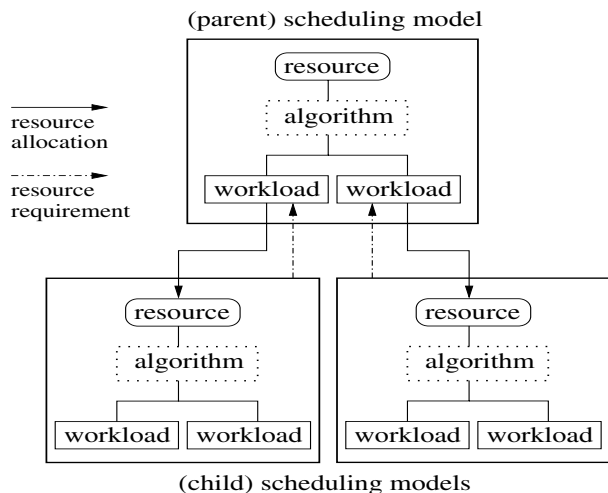 (parent) scheduling model
resource
algorithm
workload workload
resource
allocation
resource
requirement
resource
algorithm
workload workload
resource
algorithm
workload workload
(child) scheduling models